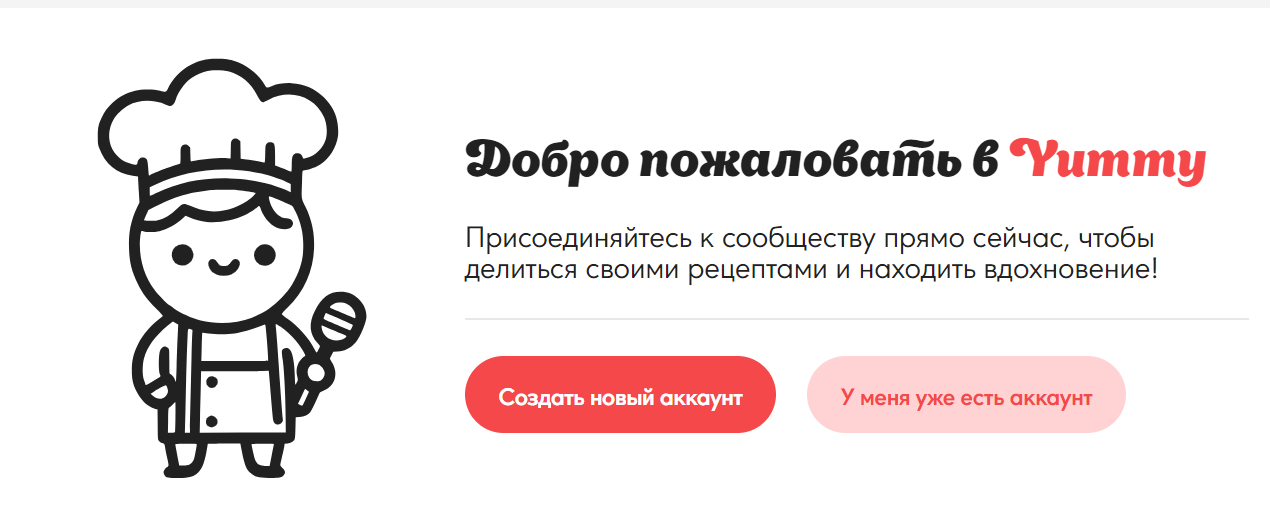 Добро пожаловать в Yummy
Присоединяйтесь к сообществу прямо сейчас, чтобы
делиться своими рецептами и находить вдохновение!
Создать новый аккаунт
У меня уже есть аккаунт